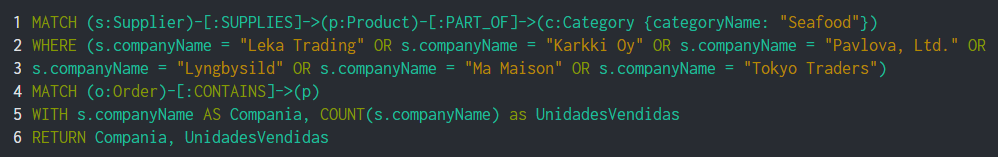 1 MATCH (s:Supplier)-[:SUPPLIES]->(p:Product)-[:PART_OF]->(c:Category {categoryName: "Seafood"})
2 WHERE (s.companyName = "Leka Trading" OR s.companyName = "Karkki Oy" OR s.companyName = "Pavlova, Ltd." OR
3 s.companyName = "Lyngbysild" OR s.companyName = "Ma Maison" OR s.companyName = "Tokyo Traders")
4 MATCH (o:Order)-[:CONTAINS]->(p)
5 WITH s.companyName AS Compania, COUNT(s.companyName) as UnidadesVendidas
6 RETURN Compania, UnidadesVendidas